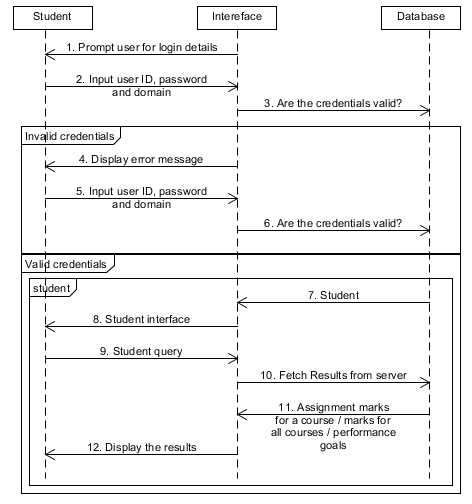 Student
Intereface
Database
1. Prompt user for login details
2. Input user ID, password
and domain
3. Are the credentials valid?
Invalid credentials
4. Display error message
5. Input user ID, password
and domain
6. Are the credentials valid?
Valid credentials
student
7. Student
8. Student interface
9. Student query
10. Fetch Results from server
11. Assignment marks
for a course / marks for
all courses / performance
goals
12. Display the results